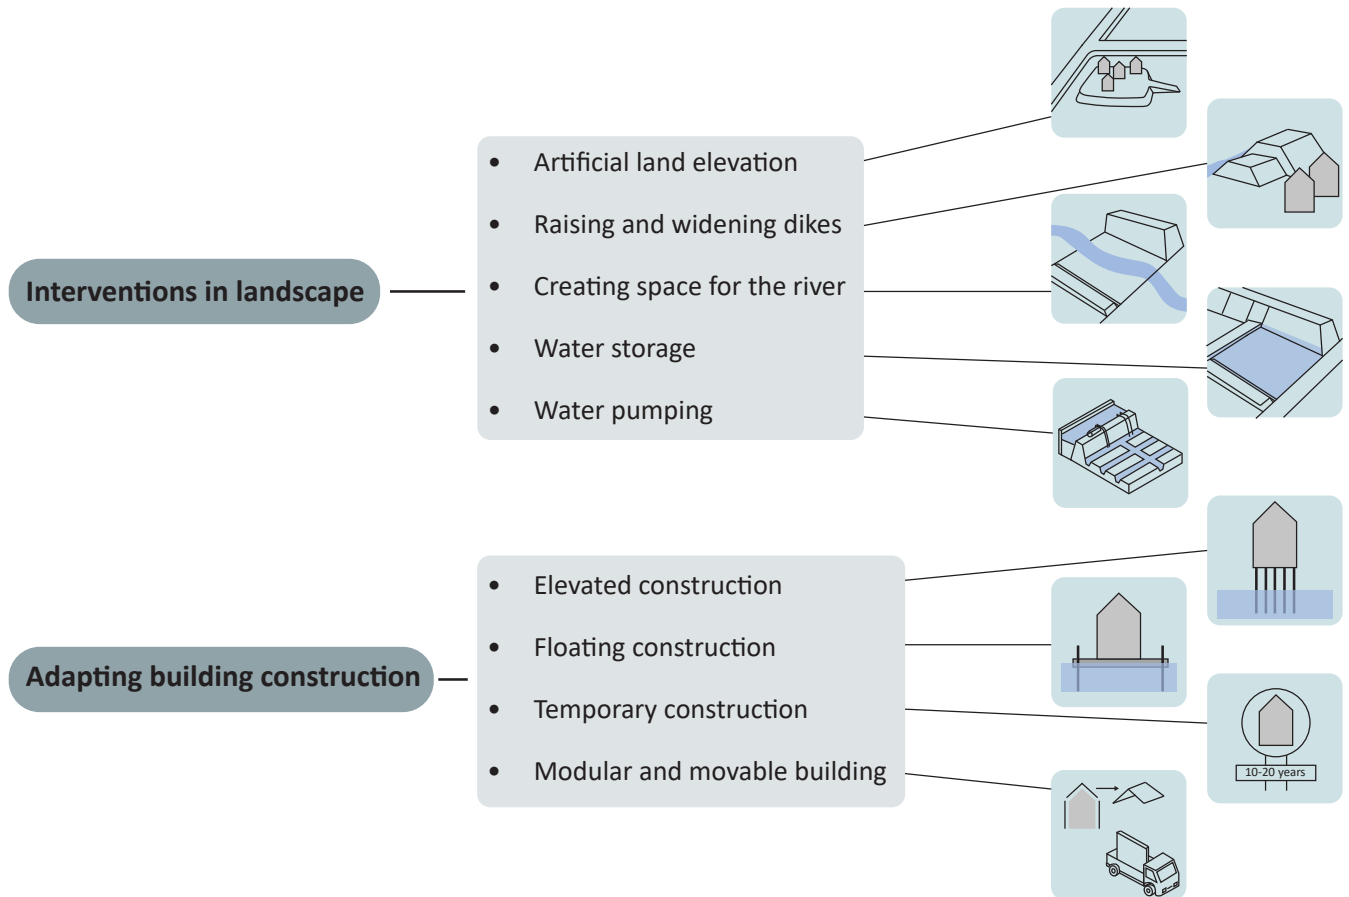 Interventions in landscape
• Artificial land elevation
• Raising and widening dikes
• Creating space for the river
• Water storage
• Water pumping
Adapting building construction
• Elevated construction
• Floating construction
• Temporary construction
• Modular and movable building
10-20 years